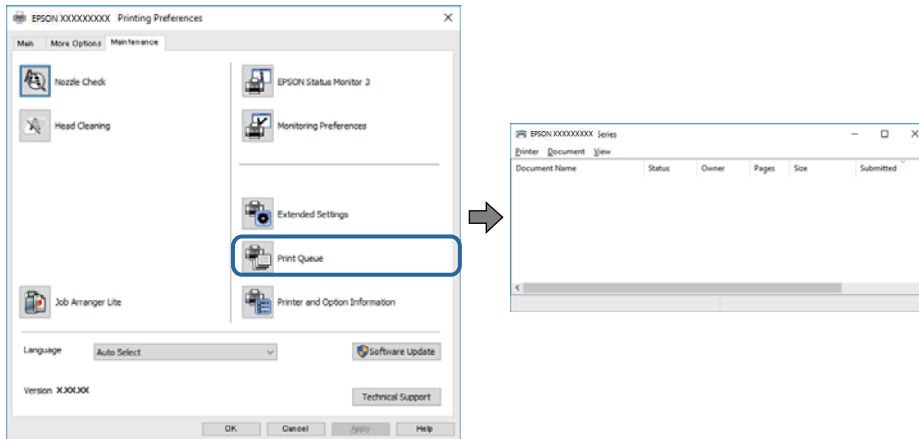 EPSON XXXXXXXXX Printing Preferences
Main More Options Maintenance
Nozzle Check
EPSON Status Monitor 3
Head Cleaning
Monitoring Preferences
Extended Settings
Print Queue
Job Arranger Lite
Printer and Option Information
Language Auto Select
Software Update
Version X.XX.XX
Technical Support
OK Cancel Apply Help
EPSON XXXXXXXXX Series
Printer Document View
Document Name Status Owner Pages Size Submitted